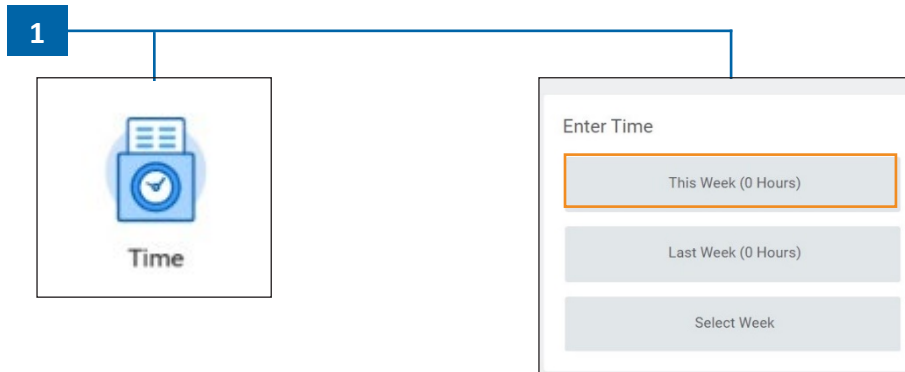 1
Time
Enter Time
This Week (0 Hours)
Last Week (0 Hours)
Select Week